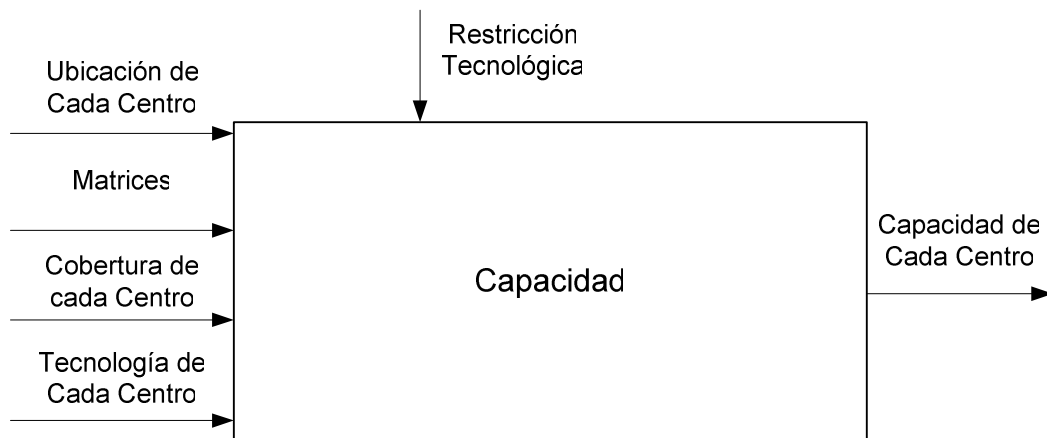 Restricción
Tecnológica
Ubicación de
Cada Centro
Matrices
Cobertura de
cada Centro
Tecnología de
Cada Centro
Capacidad
Capacidad de
Cada Centro